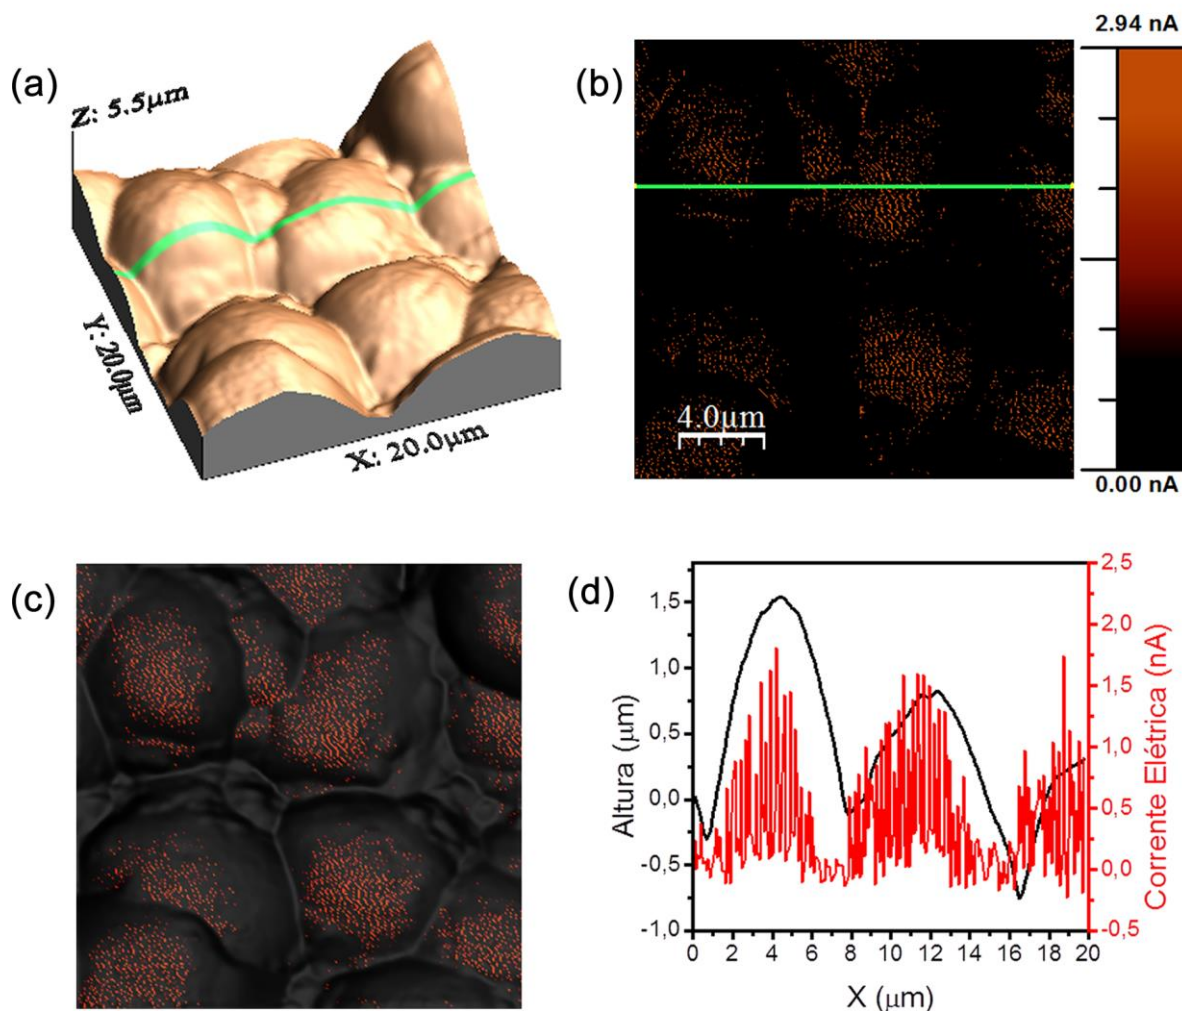 (a)
Z: 5.5µm
Y: 20.0µm
X: 20.0µm
(b)
2.94 nA
4.0µm
0.00 nA
(c)
(d)
Altura (µm)
1,5
1,0
0,5
0,0
-0,5
-1,0
2,5
2,0
1,5
1,0
0,5
0,0
-0,5
Corrente Elétrica (nA)
0 2 4 6 8 10 12 14 16 18 20
X (µm)